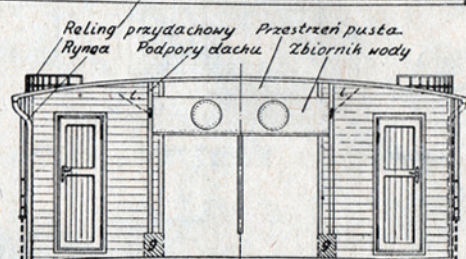 Reling przydachowy Przestrzeń pusta
Rynna Podpory dachu Zbiornik wody
L L
g g